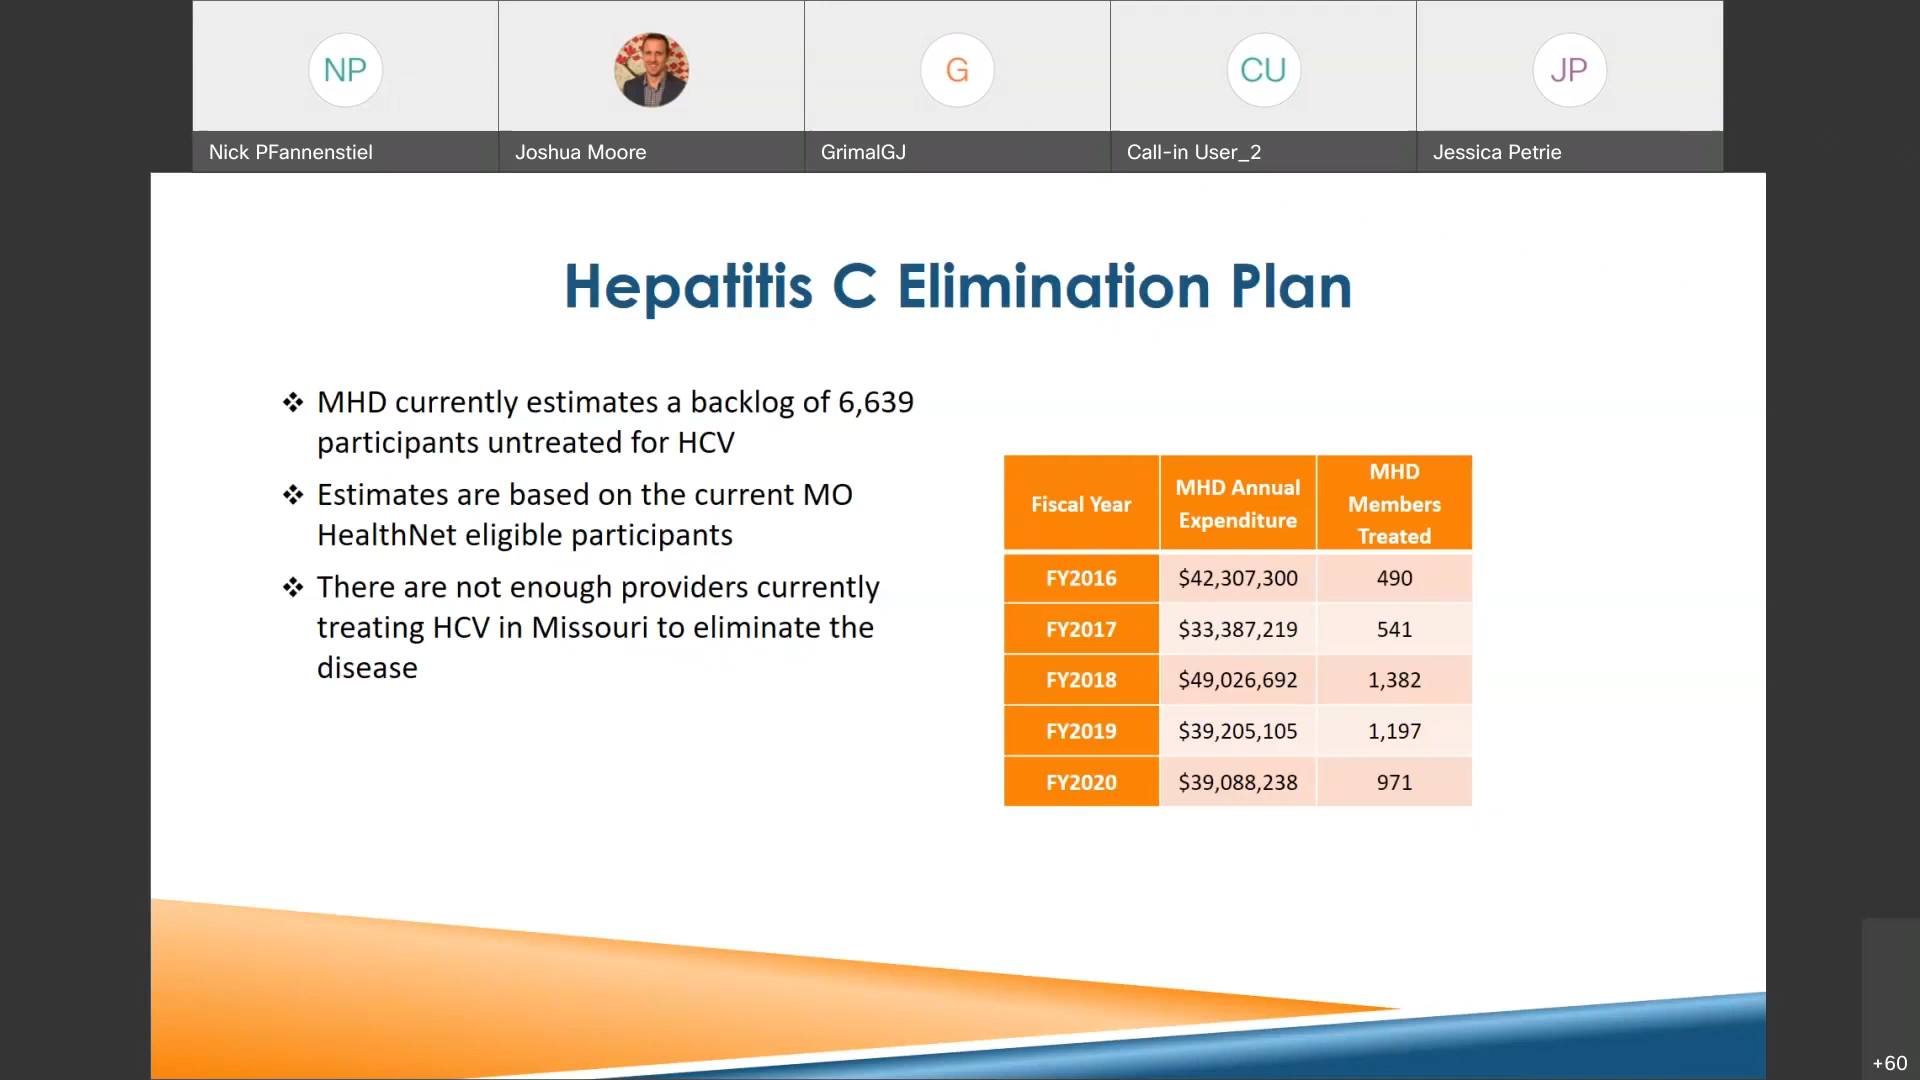 NP
G
CU
JP
Nick PFannenstiel
Joshua Moore
GrimalGJ
Call-in User_2
Jessica Petrie
Hepatitis C Elimination Plan
❖ MHD currently estimates a backlog of 6,639
participants untreated for HCV
❖ Estimates are based on the current MO
HealthNet eligible participants
❖ There are not enough providers currently
treating HCV in Missouri to eliminate the
disease
Fiscal Year
MHD Annual
Expenditure
MHD
Members
Treated
FY2016 $42,307,300 490
FY2017 $33,387,219 541
FY2018 $49,026,692 1,382
FY2019 $39,205,105 1,197
FY2020 $39,088,238 971
+60